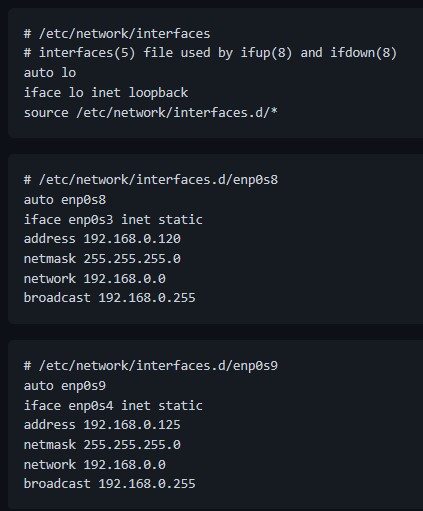 # /etc/network/interfaces
# interfaces(5) file used by ifup(8) and ifdown(8)
auto lo
iface lo inet loopback
source /etc/network/interfaces.d/*
# /etc/network/interfaces.d/enp0s8
auto enp0s8
iface enp0s3 inet static
address 192.168.0.120
netmask 255.255.255.0
network 192.168.0.0
broadcast 192.168.0.255
# /etc/network/interfaces.d/enp0s9
auto enp0s9
iface enp0s4 inet static
address 192.168.0.125
netmask 255.255.255.0
network 192.168.0.0
broadcast 192.168.0.255